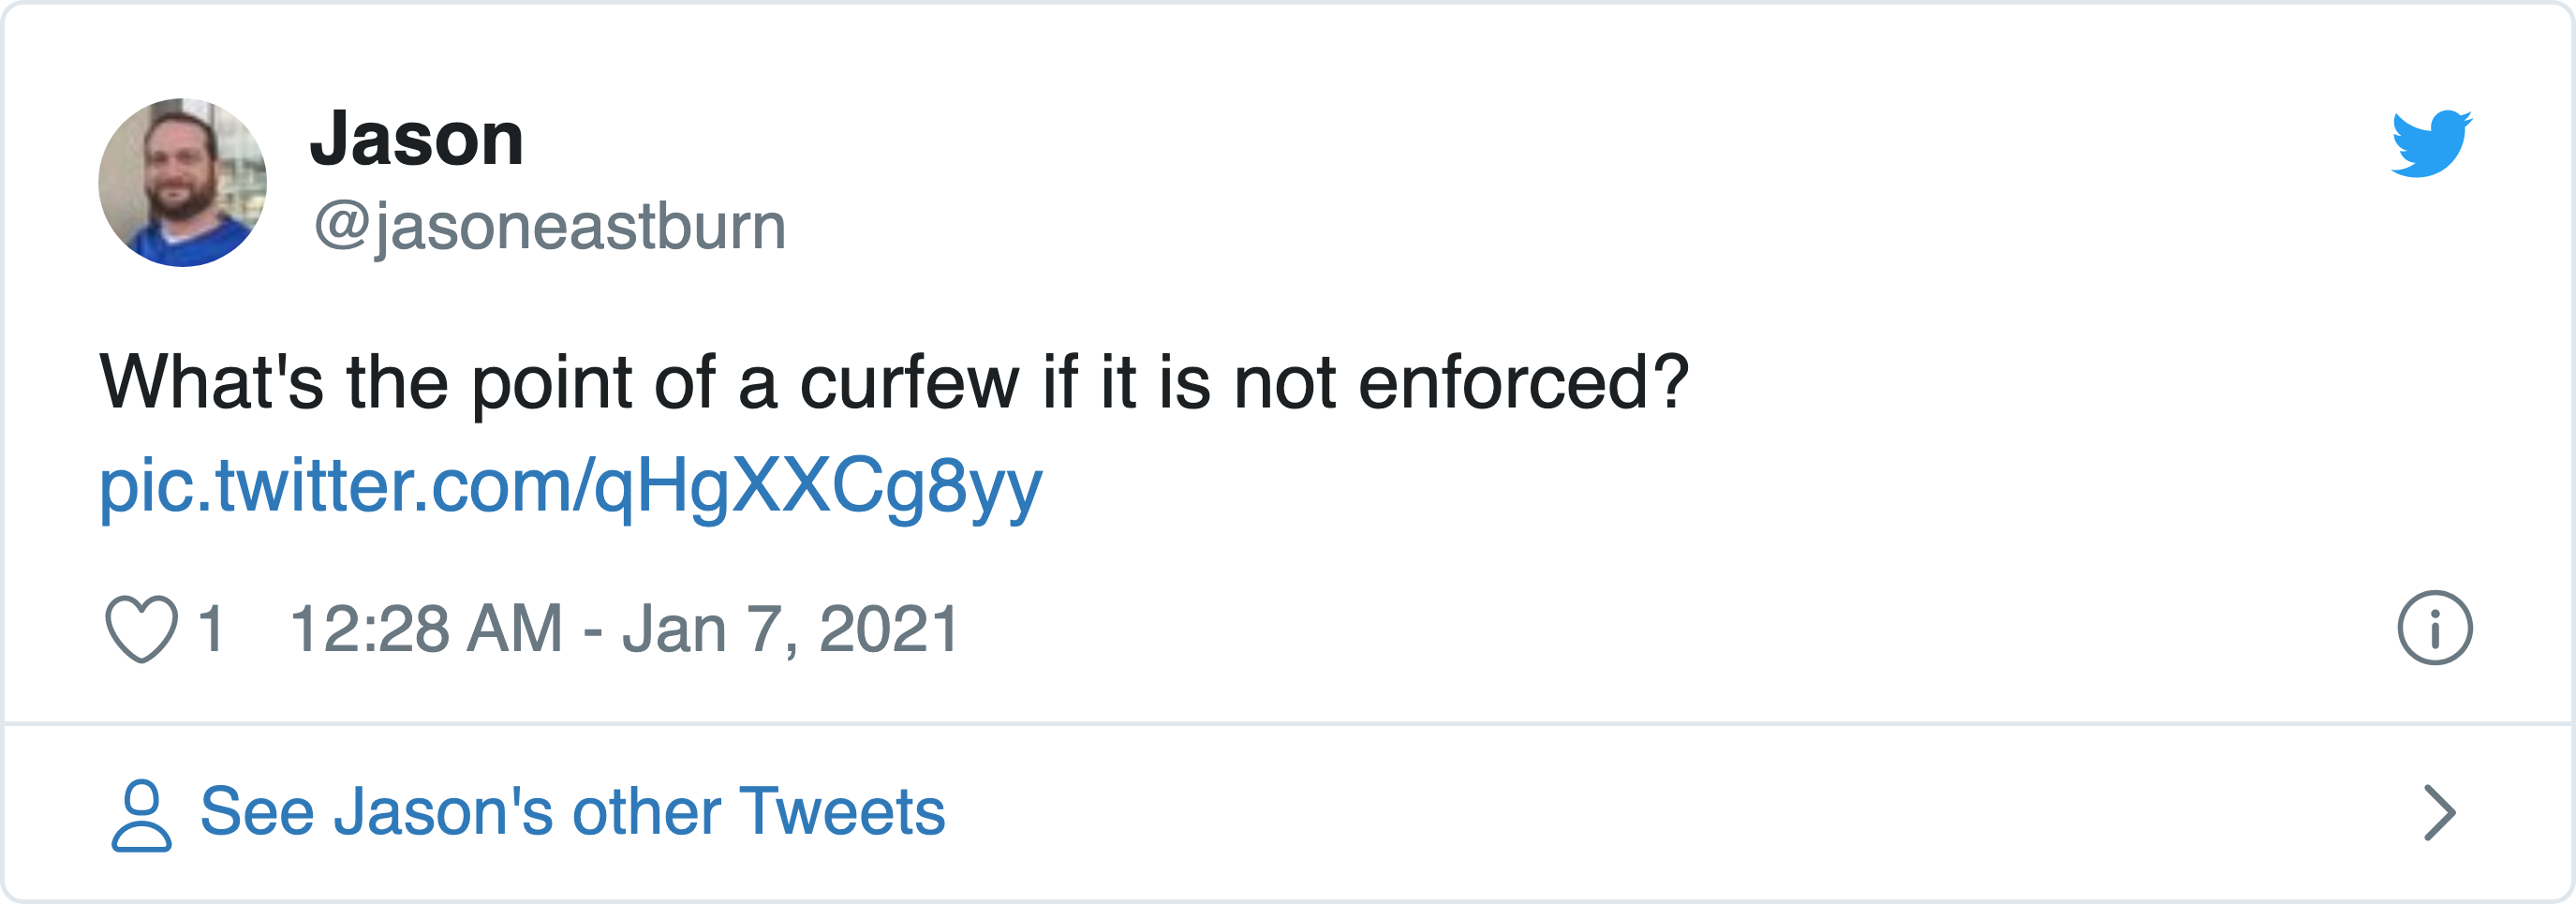 Jason
@jasoneastburn
What's the point of a curfew if it is not enforced?
pic.twitter.com/qHgXXCg8yy
1 12:28 AM - Jan 7, 2021
See Jason's other Tweets